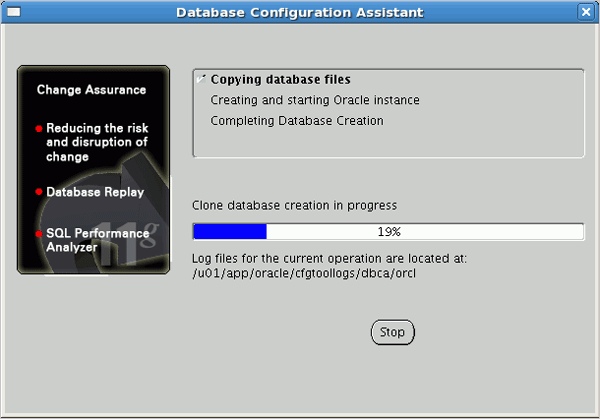 Database Configuration Assistant
Change Assurance
Reducing the risk
and disruption of
change
Database Replay
SQL Performance
Analyzer
11g
Copying database files
Creating and starting Oracle instance
Completing Database Creation
Clone database creation in progress
19%
Log files for the current operation are located at:
/u01/app/oracle/cfgtoollogs/dbca/orcl
Stop